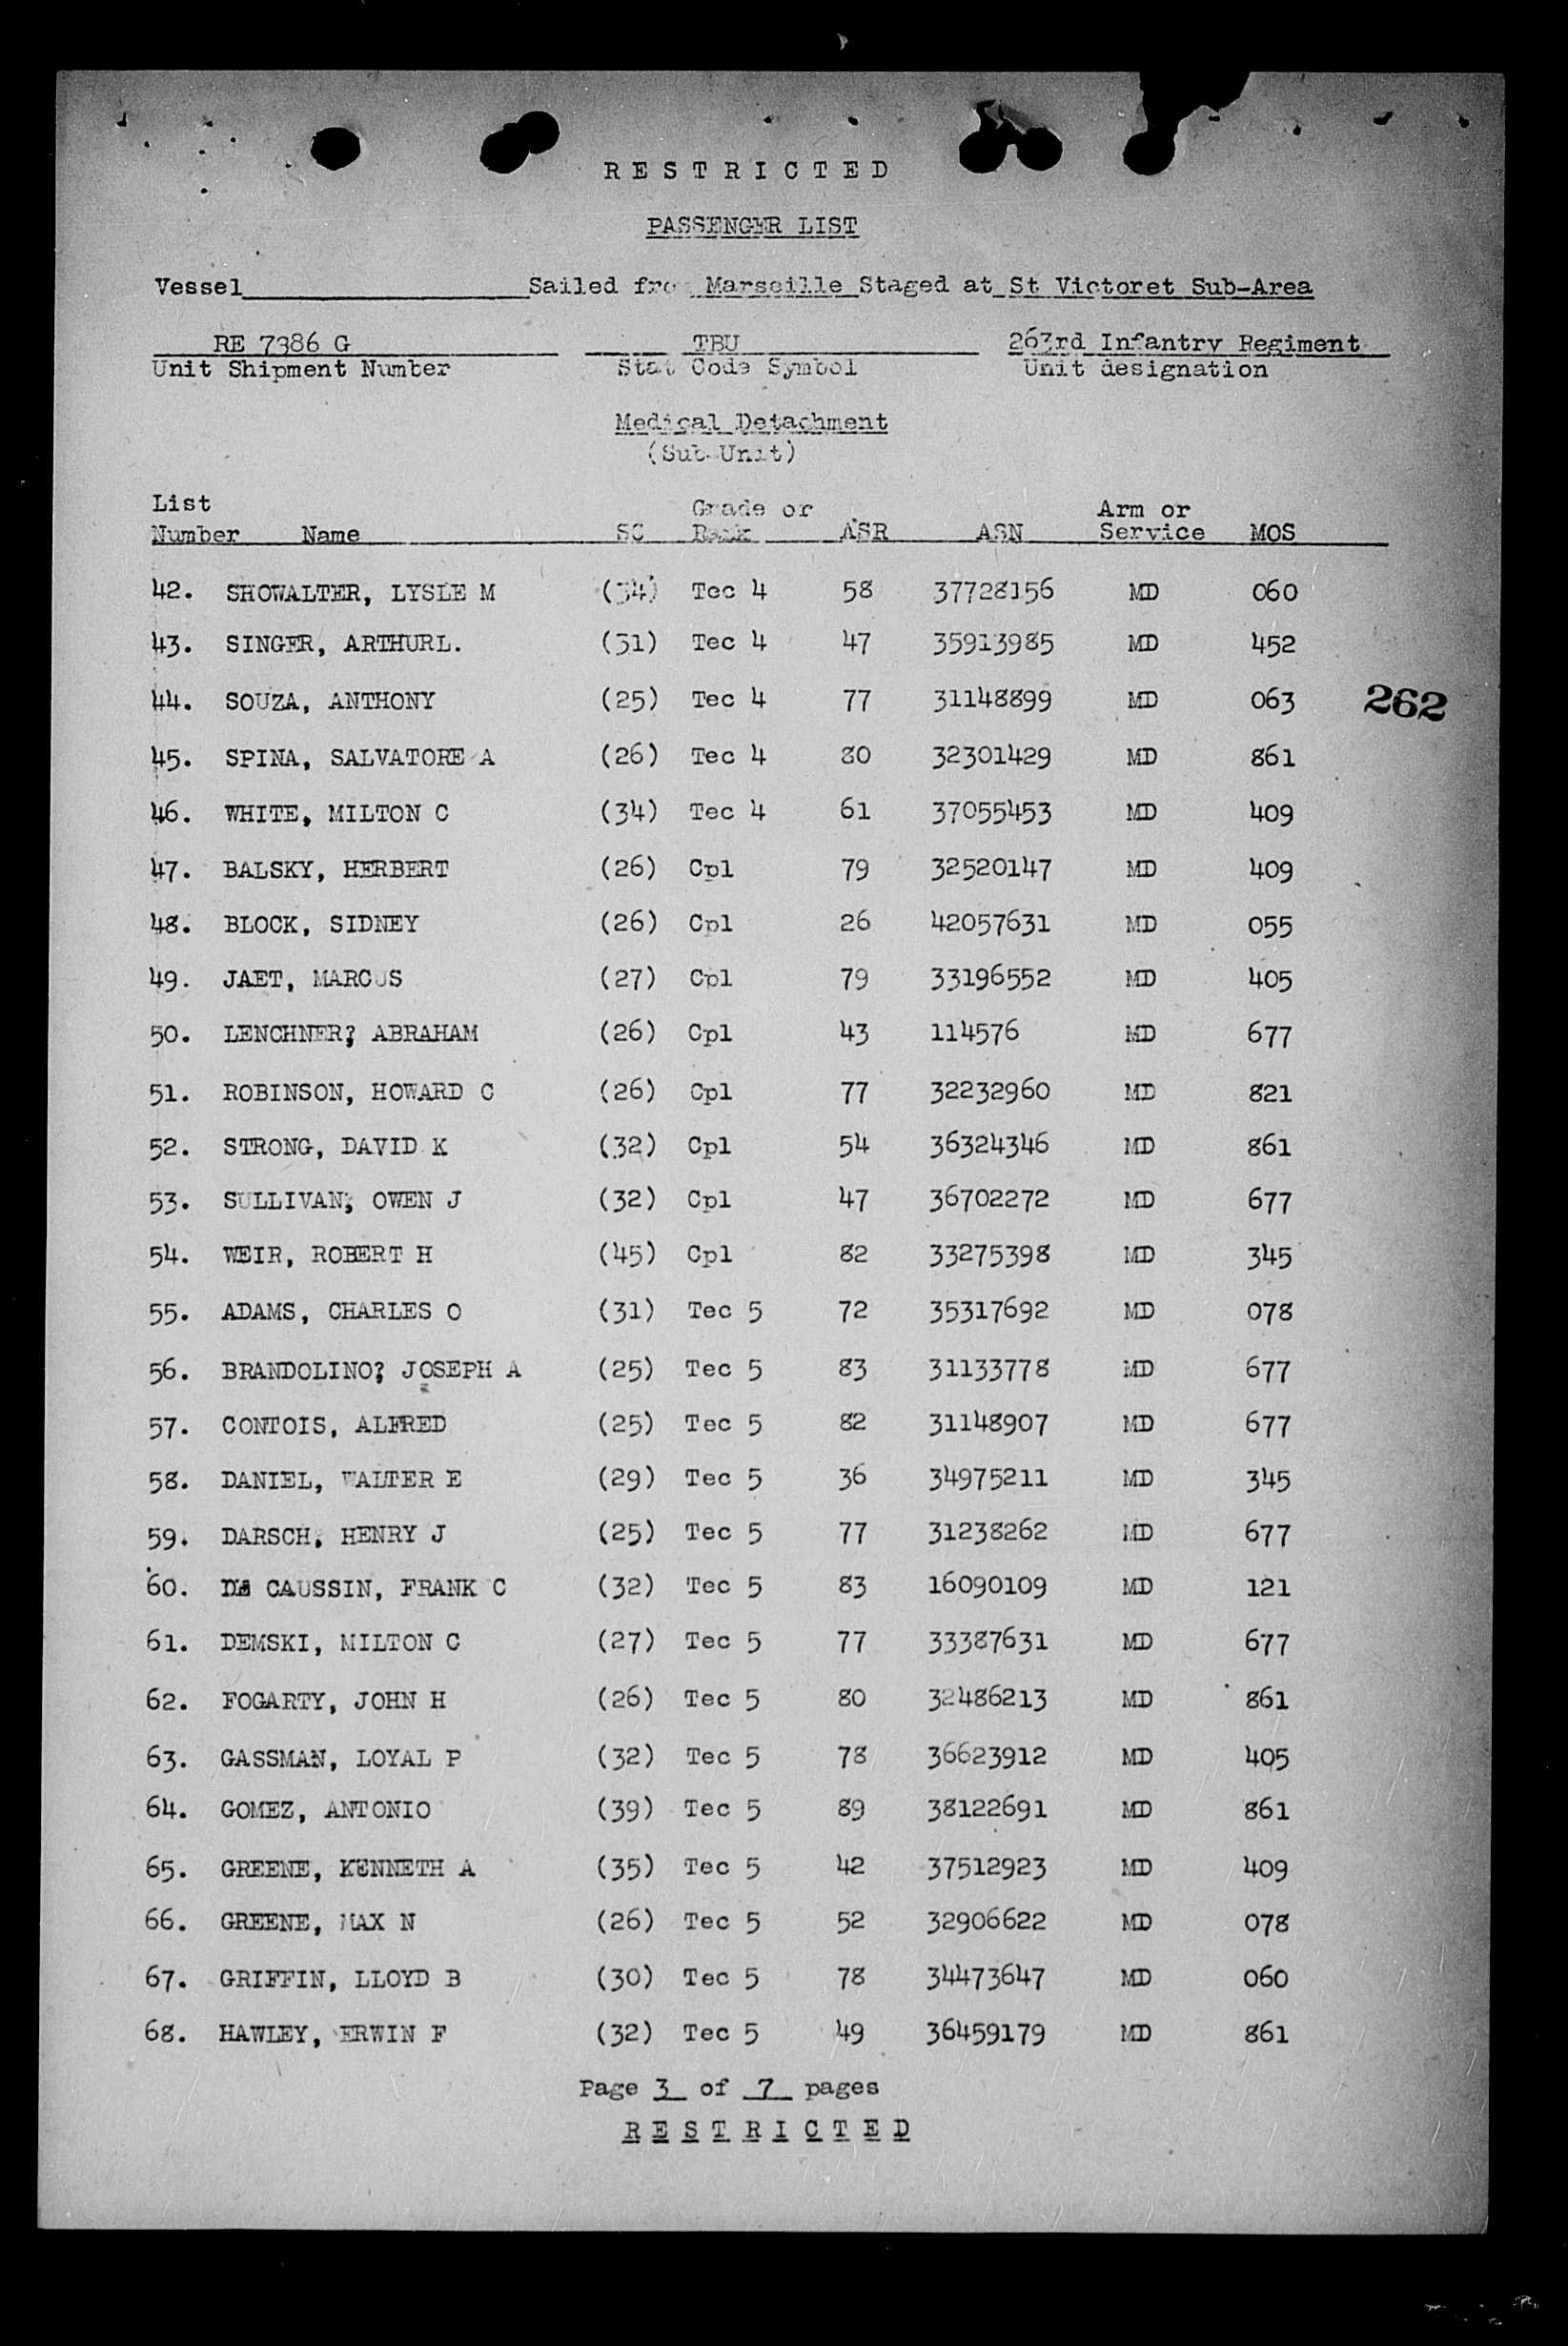 R E S T R I C T E D
PASSENGER LIST
Vessel Sailed from Marseille Staged at St Victoret Sub-Area
RE 7386 G TBU 263rd Infantry Regiment
Unit Shipment Number Stat Code Symbol Unit designation
Medical Detachment
(Sub-Unit)
List Grade or Arm or
Number Name SC Rank ASR ASN Service MOS
42. SHOWALTER, LYSLE M (34) Tec 4 58 37728156 MD 060
43. SINGER, ARTHURL. (31) Tec 4 47 35913985 MD 452
44. SOUZA, ANTHONY (25) Tec 4 77 31148899 MD 063 262
45. SPINA, SALVATORE A (26) Tec 4 80 32301429 MD 861
46. WHITE, MILTON C (34) Tec 4 61 37055453 MD 409
47. BALSKY, HERBERT (26) Cpl 79 32520147 MD 409
48. BLOCK, SIDNEY (26) Cpl 26 42057631 MD 055
49. JAET, MARCUS (27) Cpl 79 33196552 MD 405
50. LENCHNER, ABRAHAM (26) Cpl 43 114576 MD 677
51. ROBINSON, HOWARD C (26) Cpl 77 32232960 MD 821
52. STRONG, DAVID K (32) Cpl 54 36324346 MD 861
53. SULLIVAN, OWEN J (32) Cpl 47 36702272 MD 677
54. WEIR, ROBERT H (45) Cpl 82 33275398 MD 345
55. ADAMS, CHARLES O (31) Tec 5 72 35317692 MD 078
56. BRANDOLINO, JOSEPH A (25) Tec 5 83 31133778 MD 677
57. CONTOIS, ALFRED (25) Tec 5 82 31148907 MD 677
58. DANIEL, WALTER E (29) Tec 5 36 34975211 MD 345
59. DARSCH, HENRY J (25) Tec 5 77 31238262 MD 677
60. CAUSSIN, FRANK C (32) Tec 5 83 16090109 MD 121
61. DEMSKI, MILTON C (27) Tec 5 77 33387631 MD 677
62. FOGARTY, JOHN H (26) Tec 5 80 32486213 MD 861
63. GASSMAN, LOYAL P (32) Tec 5 78 36623912 MD 405
64. GOMEZ, ANTONIO (39) Tec 5 89 38122691 MD 861
65. GREENE, KENNETH A (35) Tec 5 42 37512923 MD 409
66. GREENE, MAX N (26) Tec 5 52 32906622 MD 078
67. GRIFFIN, LLOYD B (30) Tec 5 78 34473647 MD 060
68. HAWLEY, ERWIN F (32) Tec 5 49 36459179 MD 861
Page 3 of 7 pages
R E S T R I C T E D